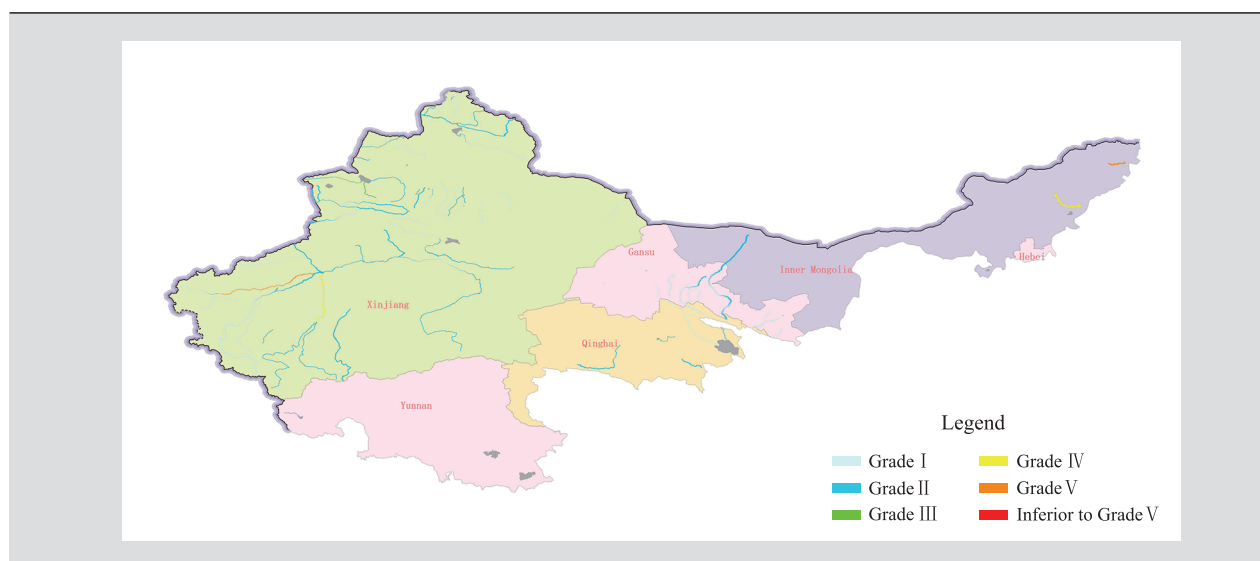 Gansu
Inner Mongolia
Hebei
Xinjiang
Qinghai
Yunnan
Legend
Grade Ⅰ
Grade Ⅳ
Grade Ⅱ
Grade Ⅴ
Grade Ⅲ
Inferior to Grade Ⅴ